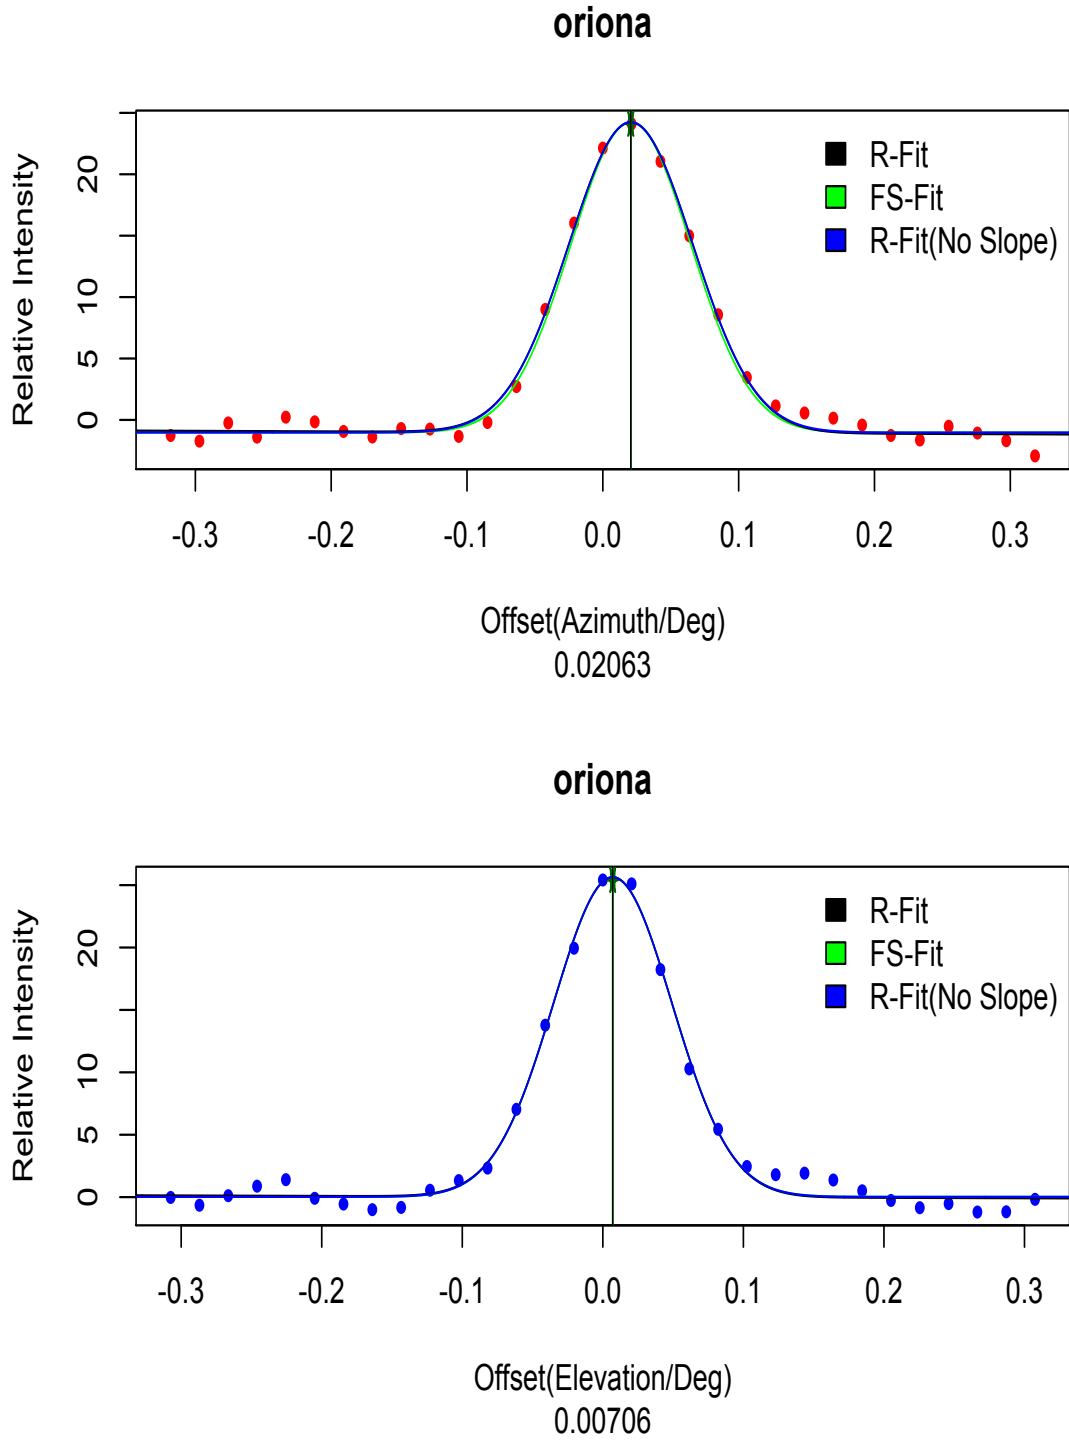 oriona
Relative Intensity
20
10
5
0
R-Fit
FS-Fit
R-Fit(No Slope)
-0.3 -0.2 -0.1 0.0 0.1 0.2 0.3
Offset(Azimuth/Deg)
0.02063
oriona
Relative Intensity
20
10
5
0
R-Fit
FS-Fit
R-Fit(No Slope)
-0.3 -0.2 -0.1 0.0 0.1 0.2 0.3
Offset(Elevation/Deg)
0.00706